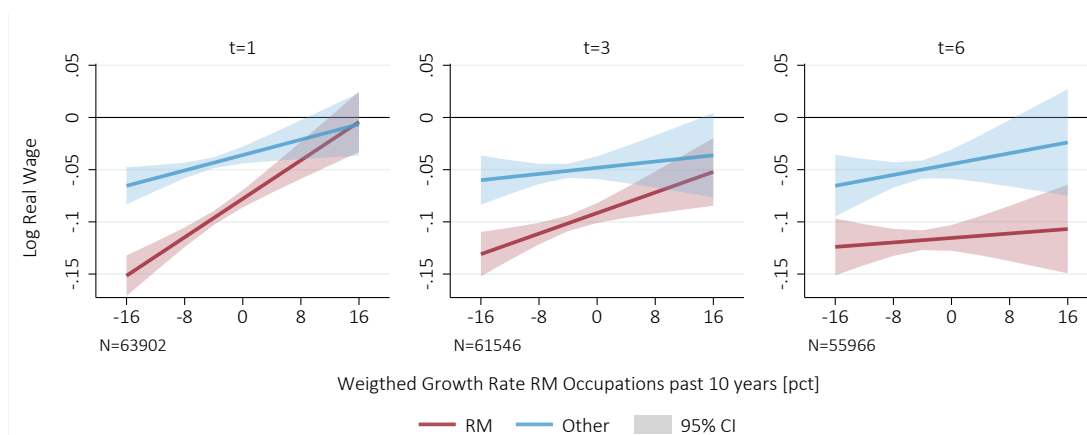 t=1
t=3
t=6
Log Real Wage
.05
0
-.05
-.1
-.15
-16 -8 0 8 16
N=63902
.05
0
-.05
-.1
-.15
-16 -8 0 8 16
N=61546
.05
0
-.05
-.1
-.15
-16 -8 0 8 16
N=55966
Weigthed Growth Rate RM Occupations past 10 years [pct]
RM Other 95% CI